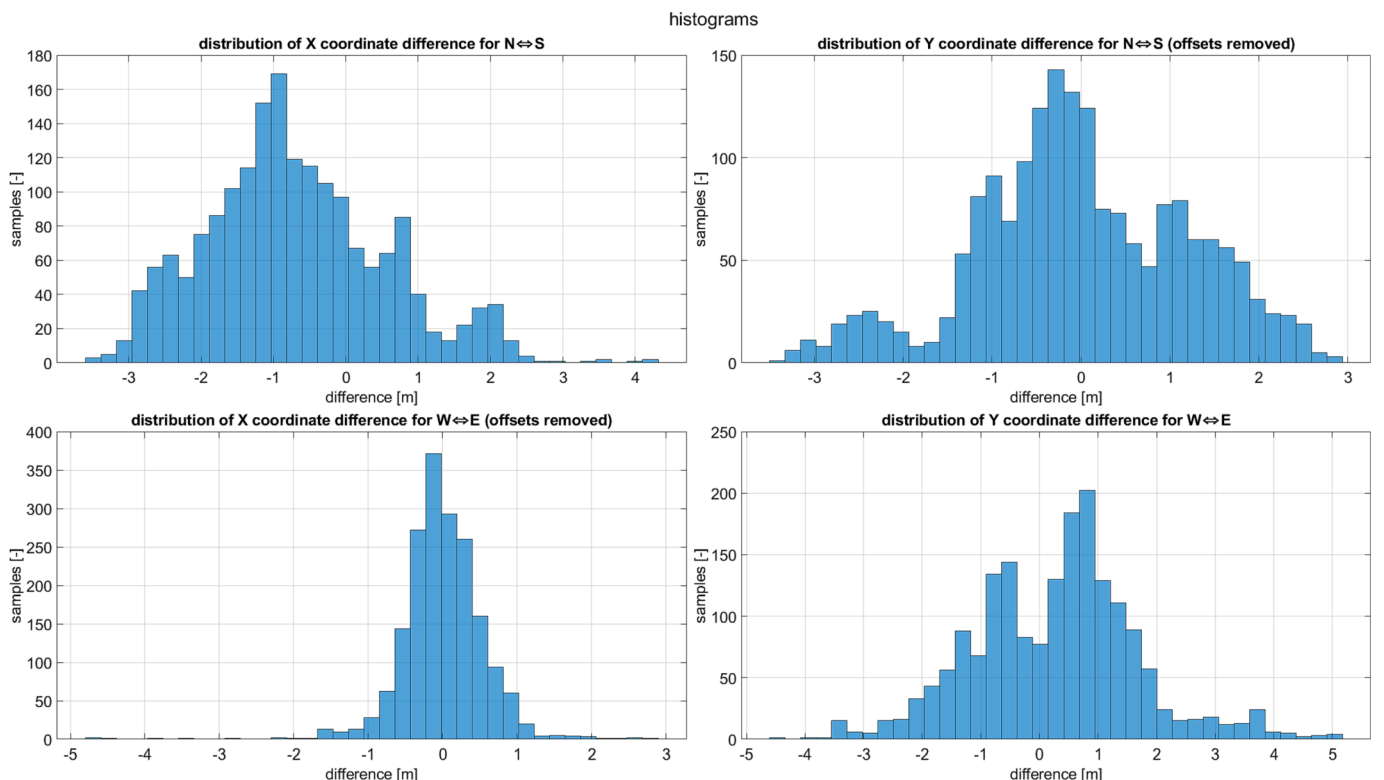 histograms
distribution of X coordinate difference for N⇔S
180
160
140
120
100
80
60
40
20
0
samples [-]
-3 -2 -1 0 1 2 3 4
difference [m]
distribution of Y coordinate difference for N⇔S (offsets removed)
150
100
50
0
samples [-]
-3 -2 -1 0 1 2 3
difference [m]
distribution of X coordinate difference for W⇔E (offsets removed)
400
350
300
250
200
150
100
50
0
samples [-]
-5 -4 -3 -2 -1 0 1 2 3
difference [m]
distribution of Y coordinate difference for W⇔E
250
200
150
100
50
0
samples [-]
-5 -4 -3 -2 -1 0 1 2 3 4 5
difference [m]